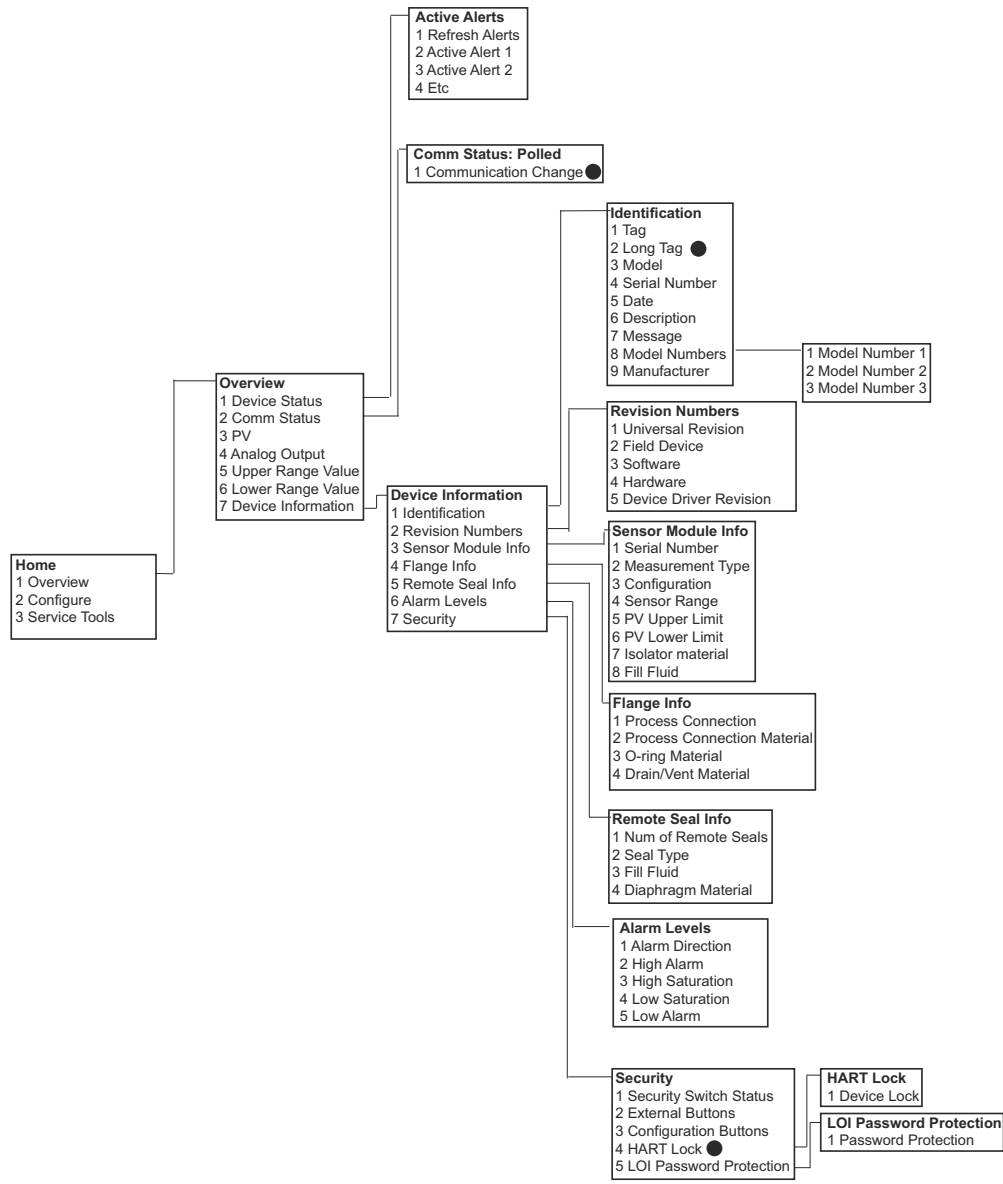 Active Alerts
1 Refresh Alerts
2 Active Alert 1
3 Active Alert 2
4 Etc
Comm Status: Polled
1 Communication Change
Identification
1 Tag
2 Long Tag
3 Model
4 Serial Number
5 Date
6 Description
7 Message
8 Model Numbers
9 Manufacturer
1 Model Number 1
2 Model Number 2
3 Model Number 3
Overview
1 Device Status
2 Comm Status
3 PV
4 Analog Output
5 Upper Range Value
6 Lower Range Value
7 Device Information
Revision Numbers
1 Universal Revision
2 Field Device
3 Software
4 Hardware
5 Device Driver Revision
Device Information
1 Identification
2 Revision Numbers
3 Sensor Module Info
4 Flange Info
5 Remote Seal Info
6 Alarm Levels
7 Security
Sensor Module Info
1 Serial Number
2 Measurement Type
3 Configuration
4 Sensor Range
5 PV Upper Limit
6 PV Lower Limit
7 Isolator material
8 Fill Fluid
Home
1 Overview
2 Configure
3 Service Tools
Flange Info
1 Process Connection
2 Process Connection Material
3 O-ring Material
4 Drain/Vent Material
Remote Seal Info
1 Num of Remote Seals
2 Seal Type
3 Fill Fluid
4 Diaphragm Material
Alarm Levels
1 Alarm Direction
2 High Alarm
3 High Saturation
4 Low Saturation
5 Low Alarm
Security
1 Security Switch Status
2 External Buttons
3 Configuration Buttons
4 HART Lock
5 LOI Password Protection
HART Lock
1 Device Lock
LOI Password Protection
1 Password Protection